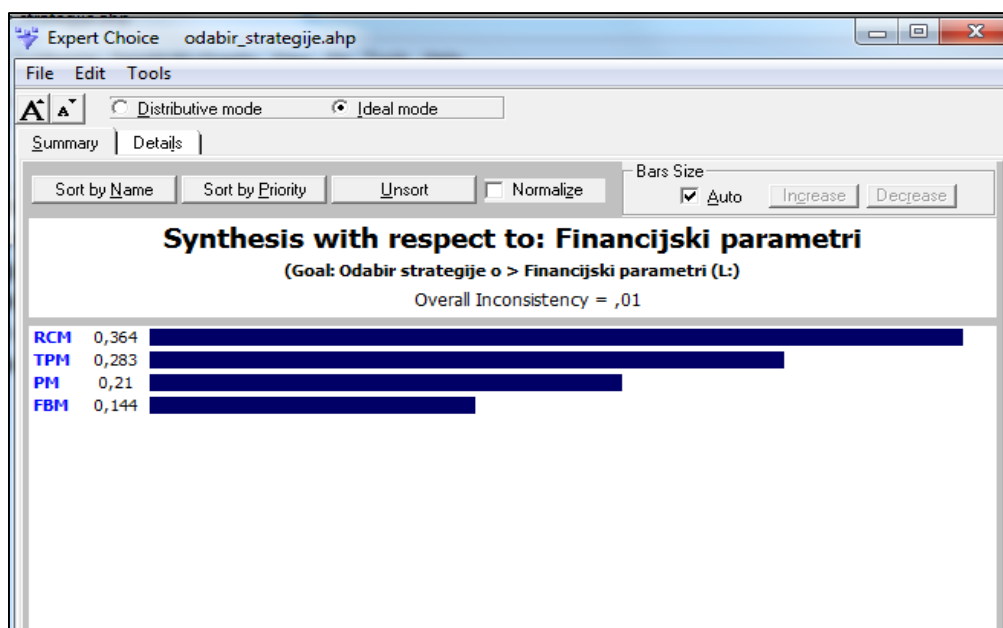 Expert Choice odabir_strategije.ahp
File Edit Tools
A A Distributive mode Ideal mode
Summary Details
Sort by Name Sort by Priority Unsort Normalize Bars Size Auto Increase Decrease
Synthesis with respect to: Financijski parametri
(Goal: Odabir strategije o > Financijski parametri (L:)
Overall Inconsistency = ,01
RCM 0,364
TPM 0,283
PM 0,21
FBM 0,144